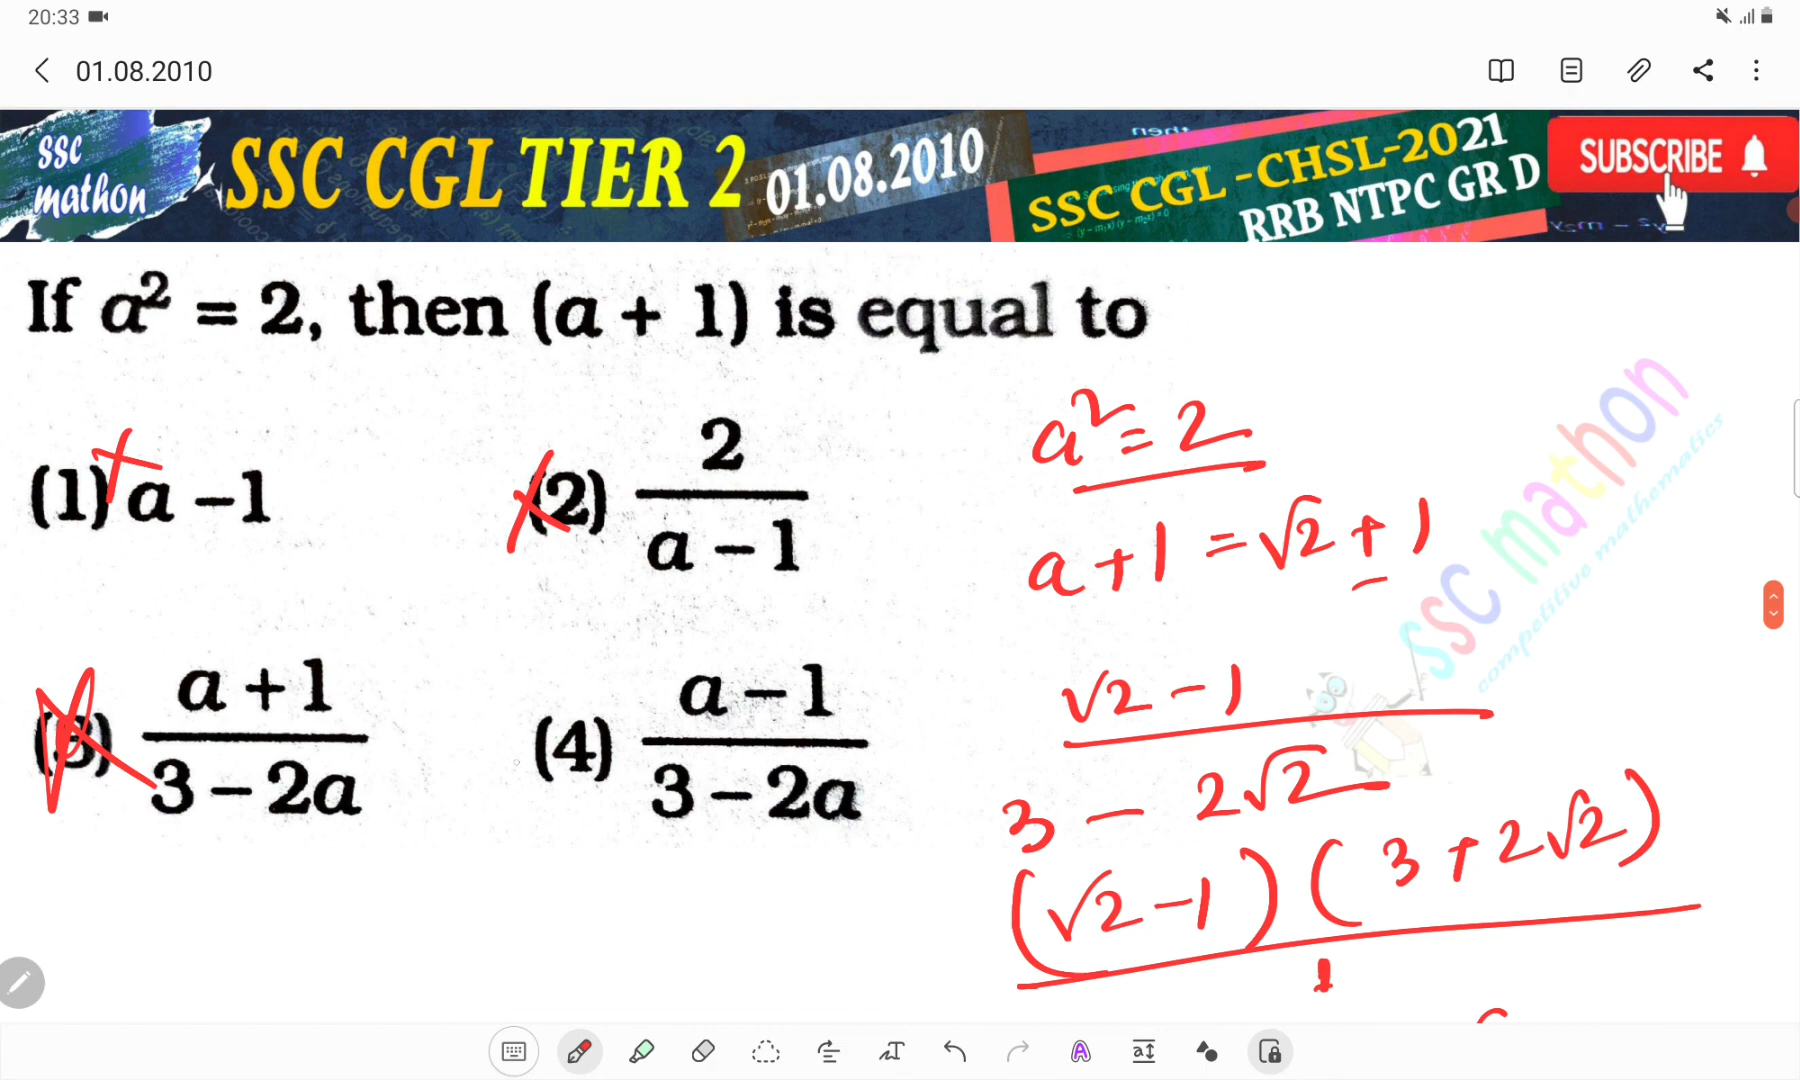 20:33
01.08.2010
SSC mathon
SSC CGL TIER 2
01.08.2010
SSC CGL -CHSL-2021
RRB NTPC GR D
SUBSCRIBE
If a² = 2, then (a + 1) is equal to
(1) a - 1
(2) 2 / (a - 1)
(3) (a + 1) / (3 - 2a)
(4) (a - 1) / (3 - 2a)
a² = 2
a + 1 = √2 + 1
√2 - 1
3 - 2√2
(√2 - 1) (3 + 2√2)
1
SSC mathon
competitive mathematics